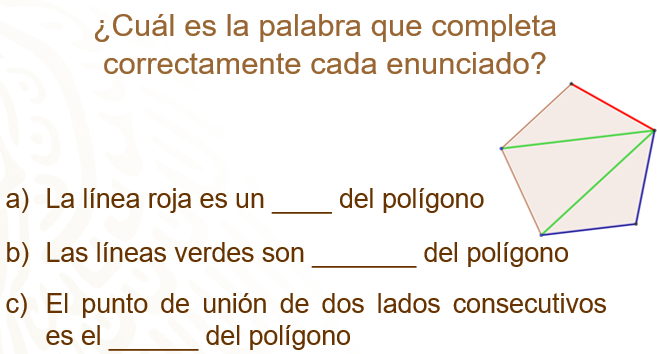 ¿Cuál es la palabra que completa
correctamente cada enunciado?
a) La línea roja es un ____ del polígono
b) Las líneas verdes son _______ del polígono
c) El punto de unión de dos lados consecutivos
es el ______ del polígono